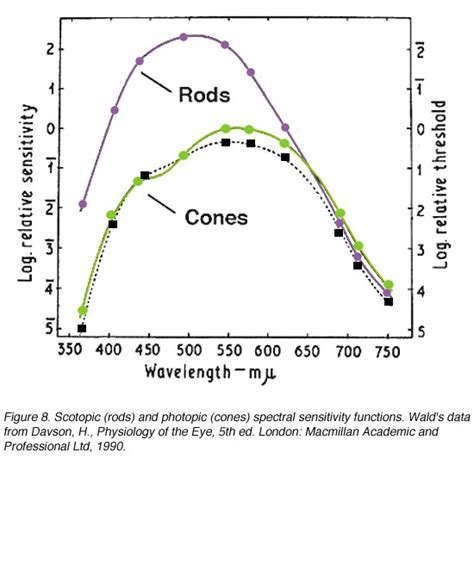 Log. relative sensitivity
2
1
0
1̅
2̅
3̅
4̅
5̅
Rods
Cones
2̅
1̅
0
1
2
3
4
5
Log relative threshold
350 400 450 500 550 600 650 700 750
Wavelength – mμ
Figure 8. Scotopic (rods) and photopic (cones) spectral sensitivity functions. Wald's data
from Davson, H., Physiology of the Eye, 5th ed. London: Macmillan Academic and
Professional Ltd, 1990.